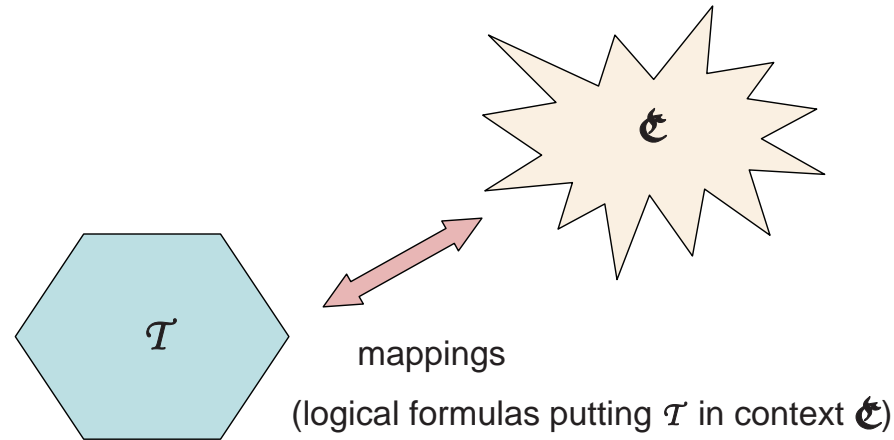 ℭ
𝒯
mappings
(logical formulas putting 𝒯 in context ℭ)